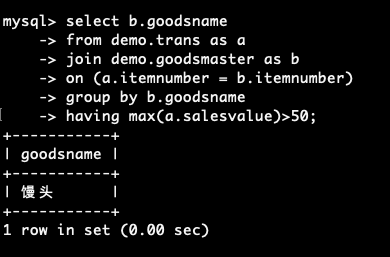 mysql> select b.goodsname
    -> from demo.trans as a
    -> join demo.goodsmaster as b
    -> on (a.itemnumber = b.itemnumber)
    -> group by b.goodsname
    -> having max(a.salesvalue)>50;
+-----------+
| goodsname |
+-----------+
| 馒头      |
+-----------+
1 row in set (0.00 sec)